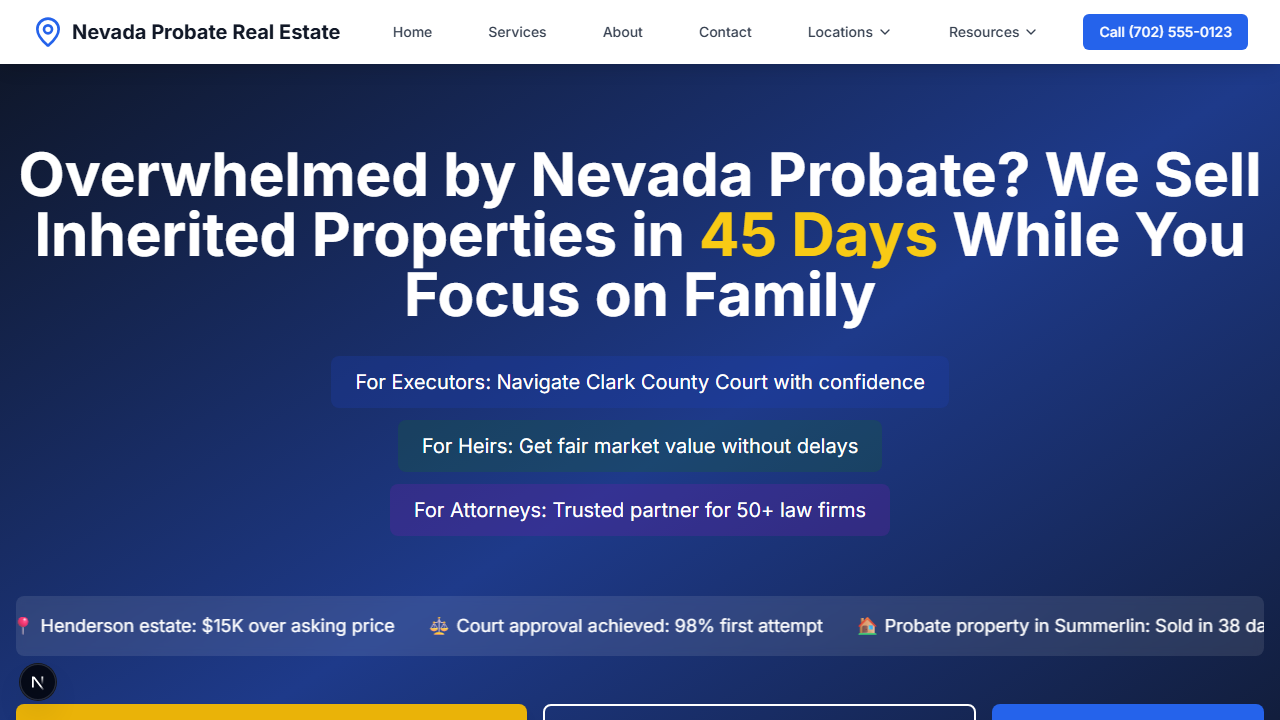 Nevada Probate Real Estate
Home
Services
About
Contact
Locations
Resources
Call (702) 555-0123
Overwhelmed by Nevada Probate? We Sell
Inherited Properties in 45 Days While You
Focus on Family
For Executors: Navigate Clark County Court with confidence
For Heirs: Get fair market value without delays
For Attorneys: Trusted partner for 50+ law firms
📍 Henderson estate: $15K over asking price
⚖️ Court approval achieved: 98% first attempt
🏠 Probate property in Summerlin: Sold in 38 da
N